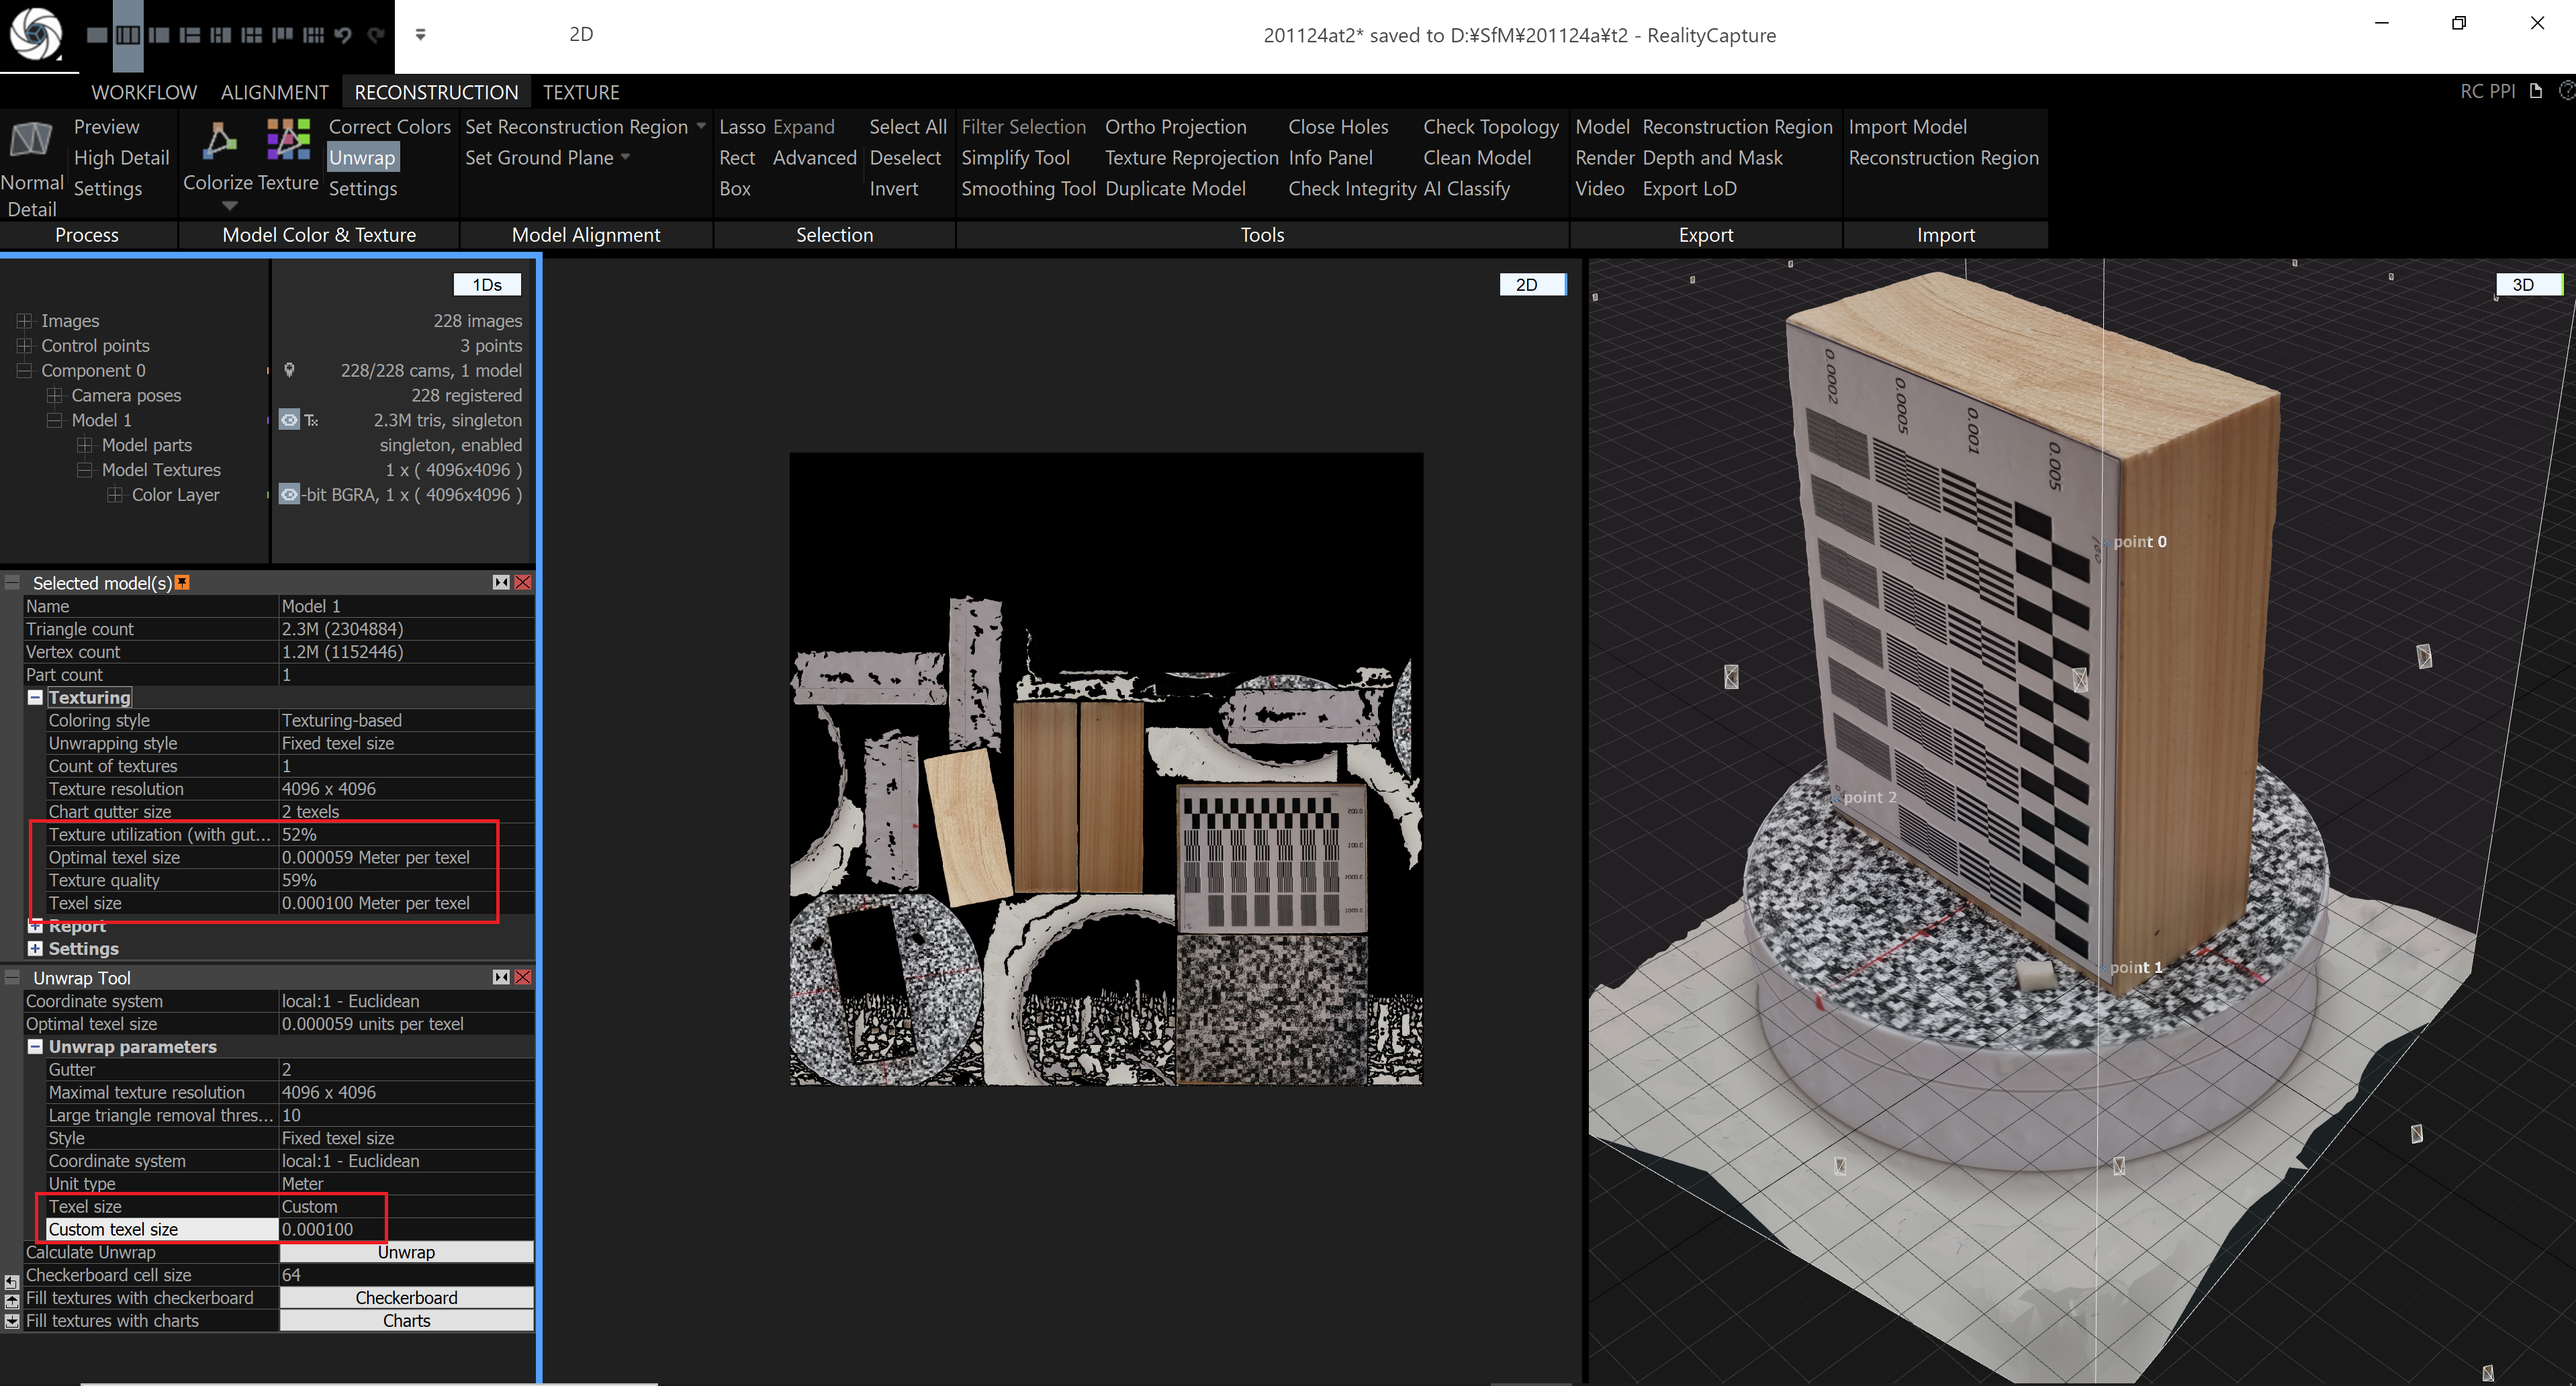 2D
201124at2* saved to D:¥SfM¥201124a¥t2 - RealityCapture
WORKFLOW ALIGNMENT RECONSTRUCTION TEXTURE
RC PPI
Normal Detail
Preview
High Detail
Settings
Process
Colorize
Texture
Correct Colors
Unwrap
Settings
Model Color & Texture
Set Reconstruction Region
Set Ground Plane
Model Alignment
Lasso Expand Select All
Rect Advanced Deselect
Box Invert
Selection
Filter Selection Ortho Projection Close Holes Check Topology
Simplify Tool Texture Reprojection Info Panel Clean Model
Smoothing Tool Duplicate Model Check Integrity AI Classify
Tools
Model Reconstruction Region
Render Depth and Mask
Video Export LoD
Export
Import Model
Reconstruction Region
Import
1Ds
Images 228 images
Control points 3 points
Component 0 228/228 cams, 1 model
Camera poses 228 registered
Model 1 Tx 2.3M tris, singleton
Model parts singleton, enabled
Model Textures 1 x ( 4096x4096 )
Color Layer -bit BGRA, 1 x ( 4096x4096 )
Selected model(s)
Name Model 1
Triangle count 2.3M (2304884)
Vertex count 1.2M (1152446)
Part count 1
Texturing
Coloring style Texturing-based
Unwrapping style Fixed texel size
Count of textures 1
Texture resolution 4096 x 4096
Chart gutter size 2 texels
Texture utilization (with gut... 52%
Optimal texel size 0.000059 Meter per texel
Texture quality 59%
Texel size 0.000100 Meter per texel
Report
Settings
Unwrap Tool
Coordinate system local:1 - Euclidean
Optimal texel size 0.000059 units per texel
Unwrap parameters
Gutter 2
Maximal texture resolution 4096 x 4096
Large triangle removal thres... 10
Style Fixed texel size
Coordinate system local:1 - Euclidean
Unit type Meter
Texel size Custom
Custom texel size 0.000100
Calculate Unwrap Unwrap
Checkerboard cell size 64
Fill textures with checkerboard Checkerboard
Fill textures with charts Charts
2D
3D
0.0002
0.0005
0.001
0.005
point 0
point 2
point 1